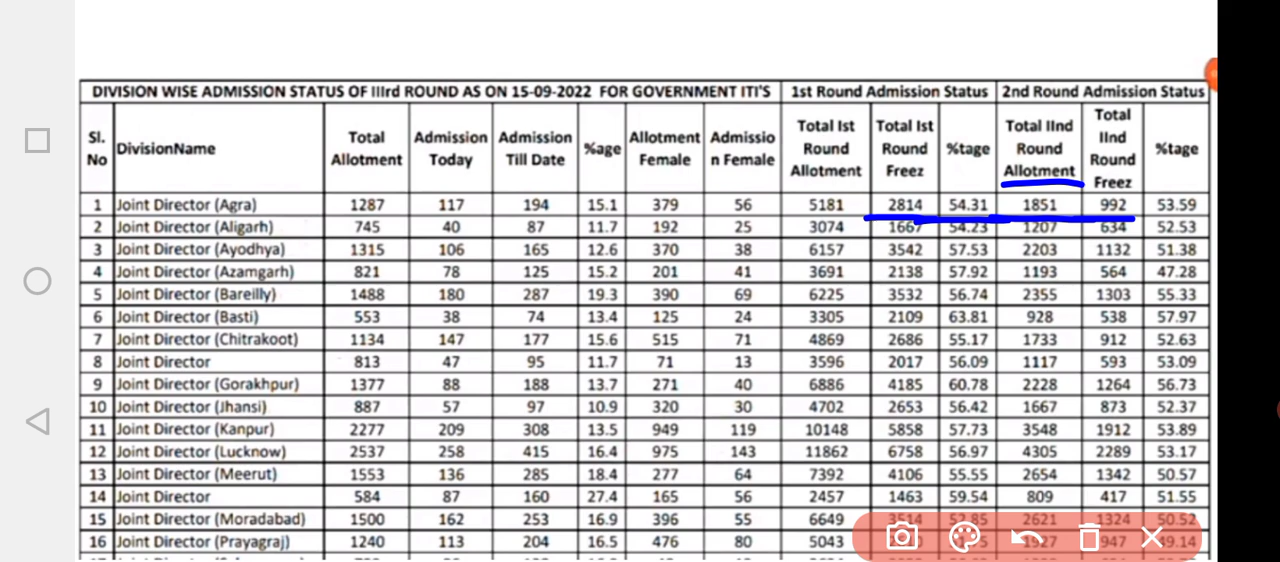 DIVISION WISE ADMISSION STATUS OF IIIrd ROUND AS ON 15-09-2022 FOR GOVERNMENT ITI'S 1st Round Admission Status 2nd Round Admission Status
Sl. No DivisionName Total Allotment Admission Today Admission Till Date %age Allotment Female Admissio n Female Total Ist Round Allotment Total Ist Round Freez %tage Total IInd Round Allotment Total IInd Round Freez %tage
1 Joint Director (Agra) 1287 117 194 15.1 379 56 5181 2814 54.31 1851 992 53.59
2 Joint Director (Aligarh) 745 40 87 11.7 192 25 3074 1667 54.23 1207 634 52.53
3 Joint Director (Ayodhya) 1315 106 165 12.6 370 38 6157 3542 57.53 2203 1132 51.38
4 Joint Director (Azamgarh) 821 78 125 15.2 201 41 3691 2138 57.92 1193 564 47.28
5 Joint Director (Bareilly) 1488 180 287 19.3 390 69 6225 3532 56.74 2355 1303 55.33
6 Joint Director (Basti) 553 38 74 13.4 125 24 3305 2109 63.81 928 538 57.97
7 Joint Director (Chitrakoot) 1134 147 177 15.6 515 71 4869 2686 55.17 1733 912 52.63
8 Joint Director 813 47 95 11.7 71 13 3596 2017 56.09 1117 593 53.09
9 Joint Director (Gorakhpur) 1377 88 188 13.7 271 40 6886 4185 60.78 2228 1264 56.73
10 Joint Director (Jhansi) 887 57 97 10.9 320 30 4702 2653 56.42 1667 873 52.37
11 Joint Director (Kanpur) 2277 209 308 13.5 949 119 10148 5858 57.73 3548 1912 53.89
12 Joint Director (Lucknow) 2537 258 415 16.4 975 143 11862 6758 56.97 4305 2289 53.17
13 Joint Director (Meerut) 1553 136 285 18.4 277 64 7392 4106 55.55 2654 1342 50.57
14 Joint Director 584 87 160 27.4 165 56 2457 1463 59.54 809 417 51.55
15 Joint Director (Moradabad) 1500 162 253 16.9 396 55 6649 3514 52.85 2621 1324 50.52
16 Joint Director (Prayagraj) 1240 113 204 16.5 476 80 5043 1927 947 49.14